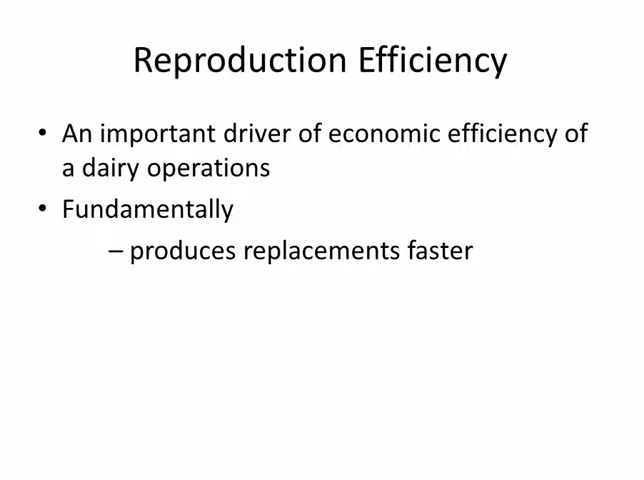 Reproduction Efficiency
• An important driver of economic efficiency of
a dairy operations
• Fundamentally
– produces replacements faster